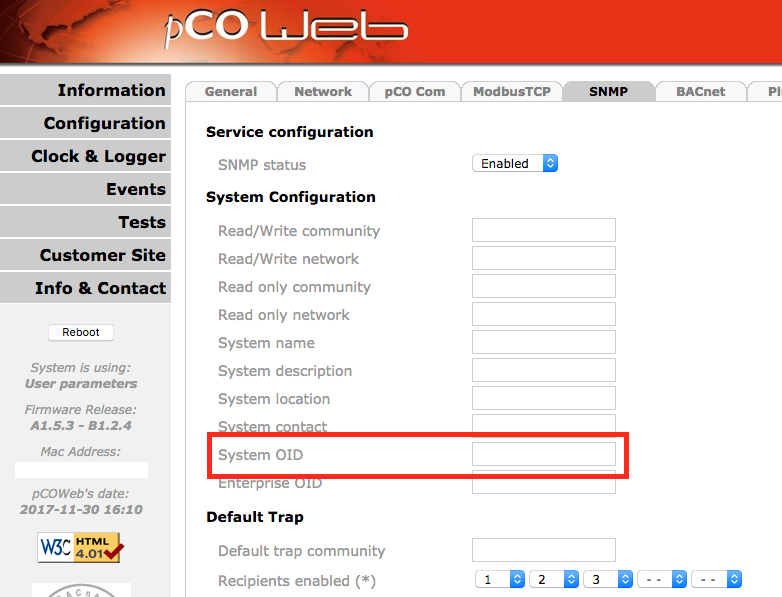 pCO Web
Information
Configuration
Clock & Logger
Events
Tests
Customer Site
Info & Contact
Reboot
System is using:
User parameters
Firmware Release:
A1.5.3 - B1.2.4
Mac Address:
pCOWeb's date:
2017-11-30 16:10
W3C HTML 4.01
BACnet
General Network pCO Com ModbusTCP SNMP BACnet
Service configuration
SNMP status Enabled
System Configuration
Read/Write community
Read/Write network
Read only community
Read only network
System name
System description
System location
System contact
System OID
Enterprise OID
Default Trap
Default trap community
Recipients enabled (*) 1 2 3 -- --